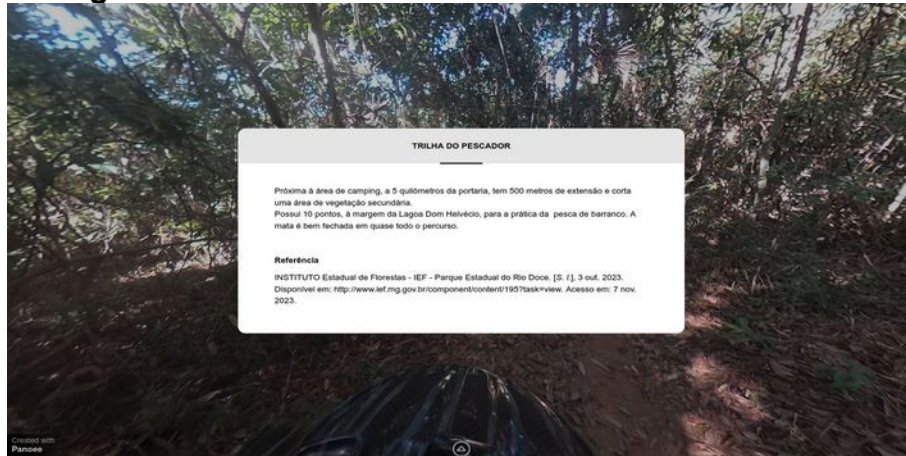 TRILHA DO PESCADOR
Próxima à área de camping, a 5 quilômetros da portaria, tem 500 metros de extensão e corta
uma área de vegetação secundária.
Possui 10 pontos, à margem da Lagoa Dom Helvécio, para a prática da pesca de barranco. A
mata é bem fechada em quase todo o percurso.
Referência
INSTITUTO Estadual de Florestas - IEF - Parque Estadual do Rio Doce. [S. l.], 3 out. 2023.
Disponível em: http://www.ief.mg.gov.br/component/content/195?task=view. Acesso em: 7 nov.
2023.
Created with
Panoee